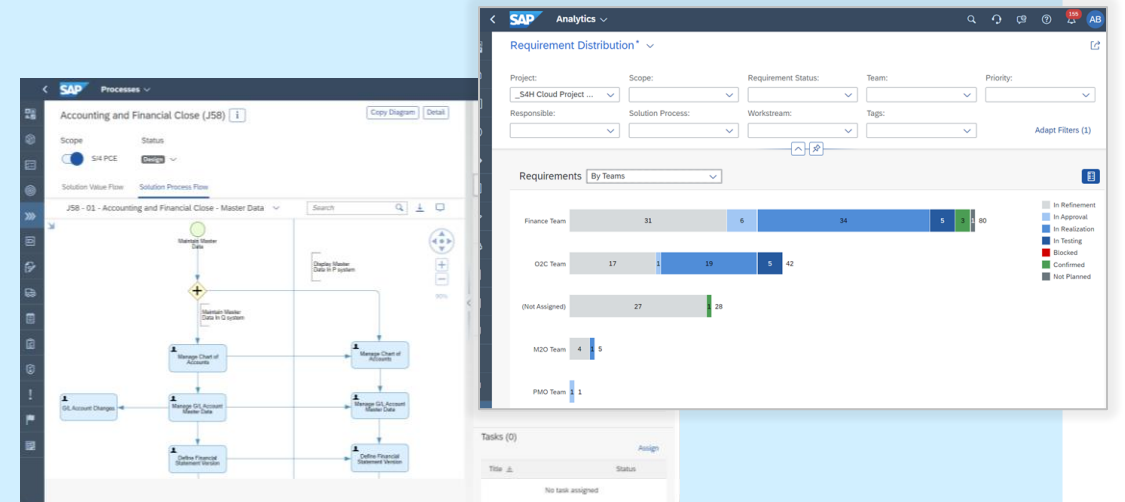 SAP Processes
Accounting and Financial Close (J58) i
Copy Diagram Detail
Scope Status
S/4 PCE Design
Solution Value Flow Solution Process Flow
J58 - 01 - Accounting and Financial Close - Master Data
Search
Maintain Master
Data
Display Master
Data in P system
Maintain Master
Data in Q system
90%
Manage Chart of
Accounts
Manage Chart of
Accounts
G/L Account Changes
Manage G/L Account
Master Data
Manage G/L Account
Master Data
Define Financial
Statement Version
Define Financial
Statement Version
Tasks (0)
Assign
Title Status
No task assigned
SAP Analytics
155
AB
Requirement Distribution*
Project: Scope: Requirement Status: Team: Priority:
_S4H Cloud Project ...
Responsible: Solution Process: Workstream: Tags:
Adapt Filters (1)
Requirements By Teams
Finance Team 31 6 34 5 3 1 80
O2C Team 17 1 19 5 42
(Not Assigned) 27 1 28
M2O Team 4 1 5
PMO Team 1 1
In Refinement
In Approval
In Realization
In Testing
Blocked
Confirmed
Not Planned